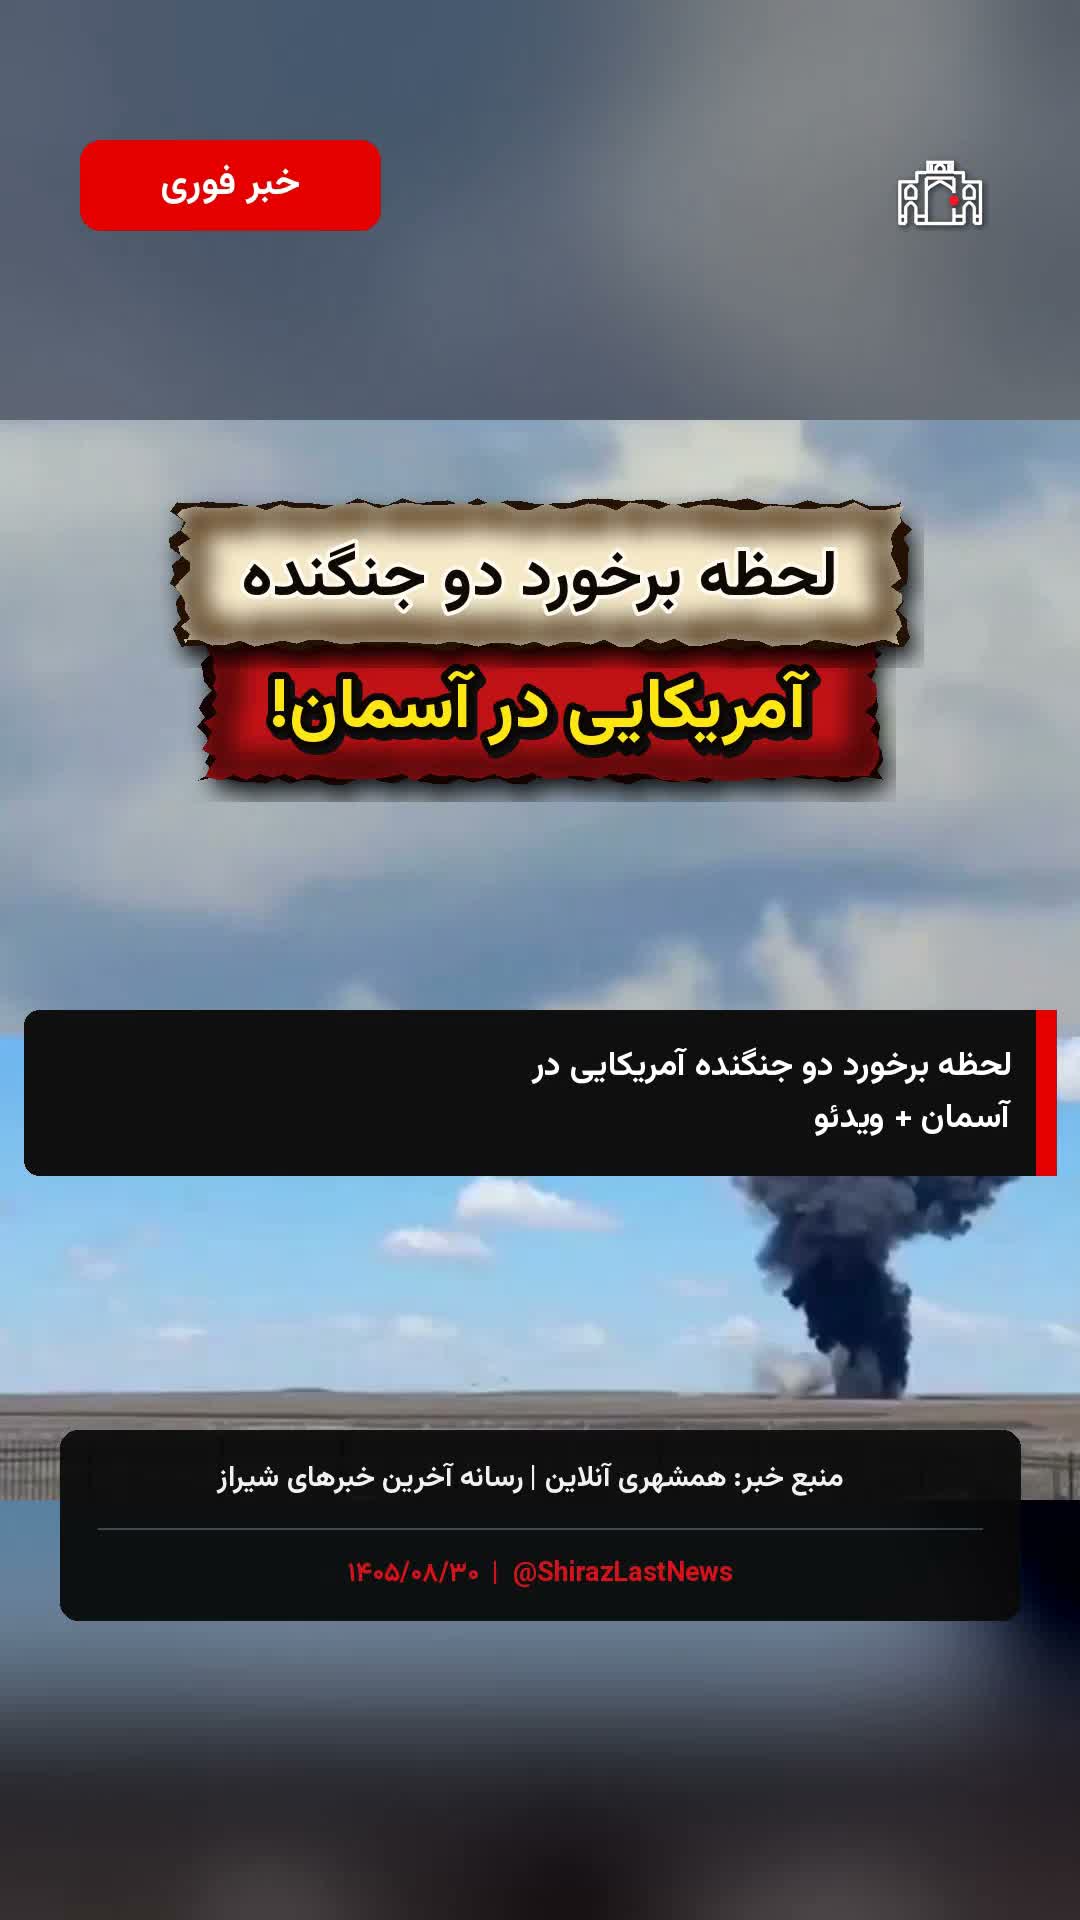 خبر فوری
لحظه برخورد دو جنگنده
آمریکایی در آسمان!
لحظه برخورد دو جنگنده آمریکایی در
آسمان + ویدئو
منبع خبر: همشهری آنلاین | رسانه آخرین خبرهای شیراز
@ShirazLastNews | ۱۴۰۵/۰۸/۳۰